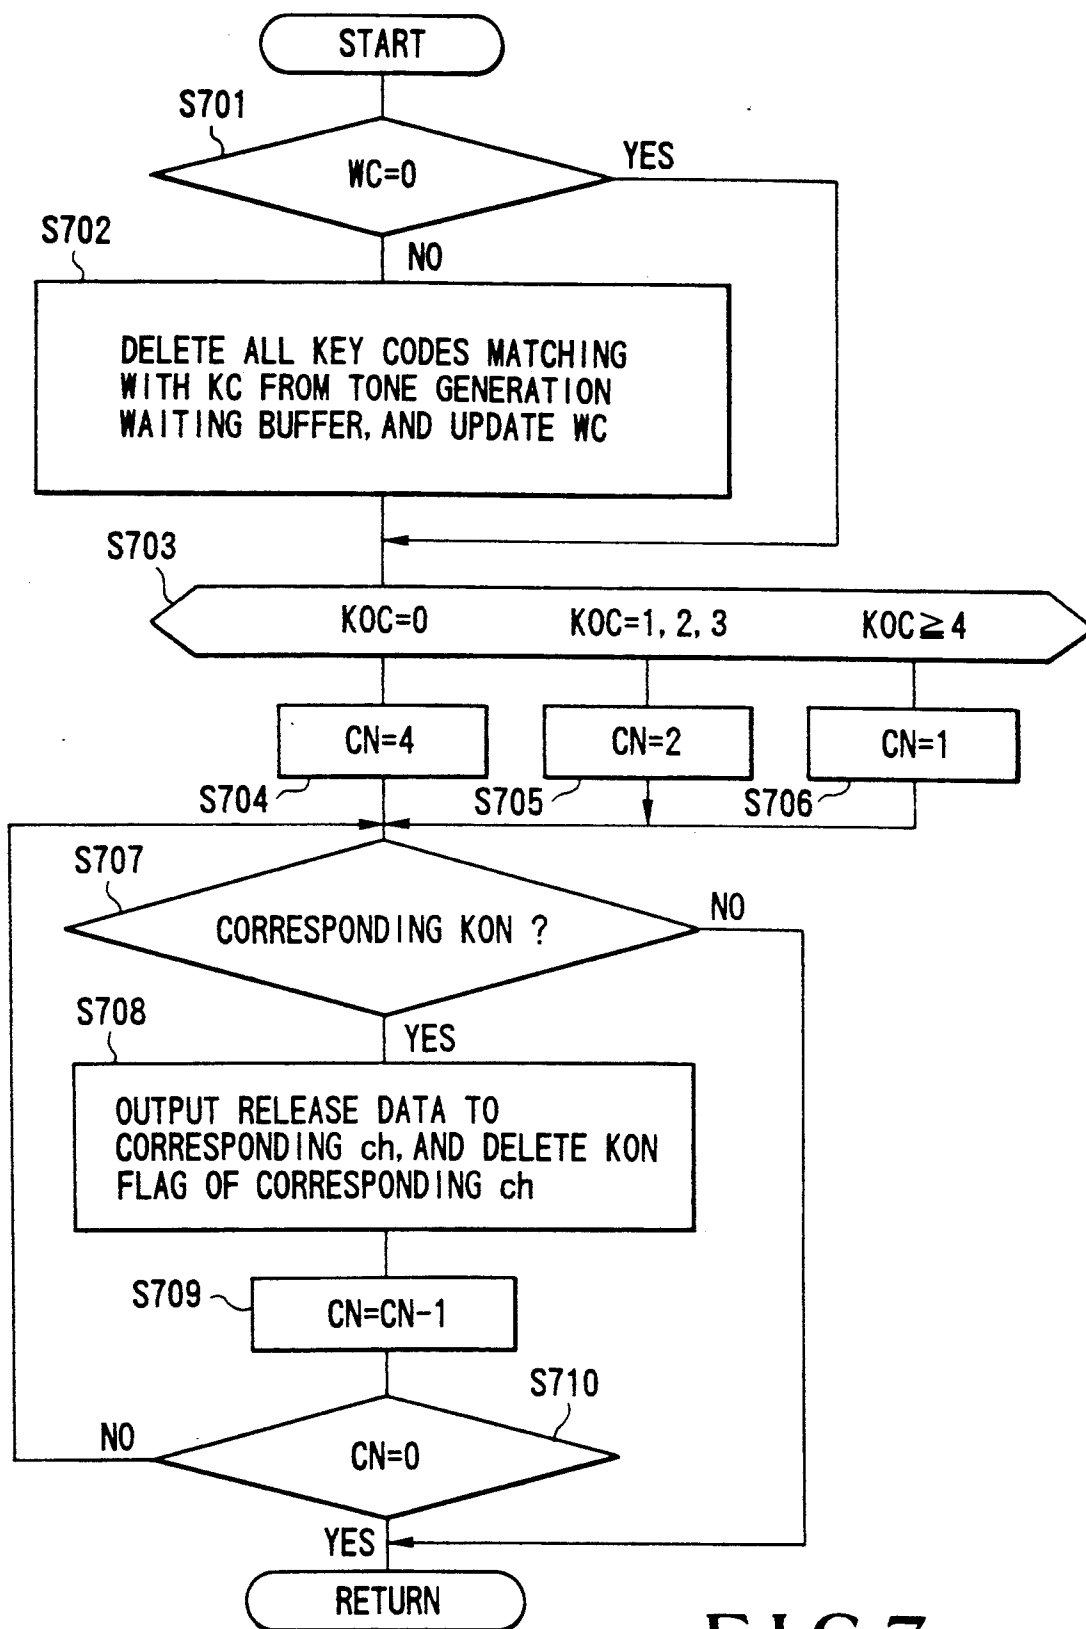 START
S701
WC=0
YES
S702
NO
DELETE ALL KEY CODES MATCHING
WITH KC FROM TONE GENERATION
WAITING BUFFER, AND UPDATE WC
S703
KOC=0 KOC=1, 2, 3 KOC≧4
CN=4 CN=2 CN=1
S704 S705 S706
S707
CORRESPONDING KON ?
NO
S708
YES
OUTPUT RELEASE DATA TO
CORRESPONDING ch, AND DELETE KON
FLAG OF CORRESPONDING ch
S709
CN=CN-1
S710
NO
CN=0
YES
RETURN
FIG.7